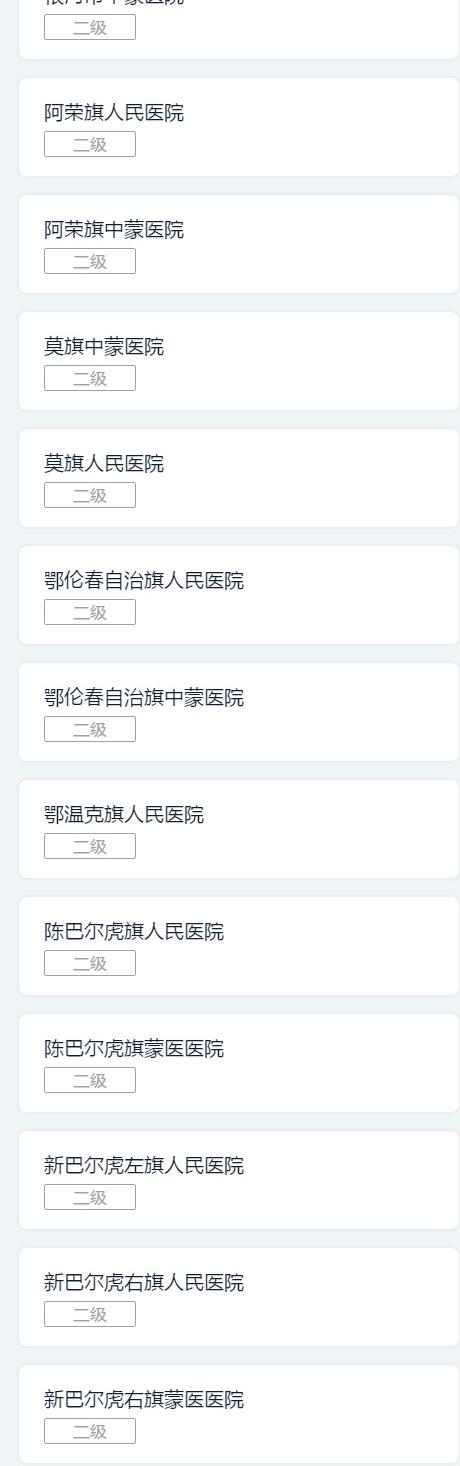 二级
阿荣旗人民医院
二级
阿荣旗中蒙医院
二级
莫旗中蒙医院
二级
莫旗人民医院
二级
鄂伦春自治旗人民医院
二级
鄂伦春自治旗中蒙医院
二级
鄂温克旗人民医院
二级
陈巴尔虎旗人民医院
二级
陈巴尔虎旗蒙医医院
二级
新巴尔虎左旗人民医院
二级
新巴尔虎右旗人民医院
二级
新巴尔虎右旗蒙医医院
二级